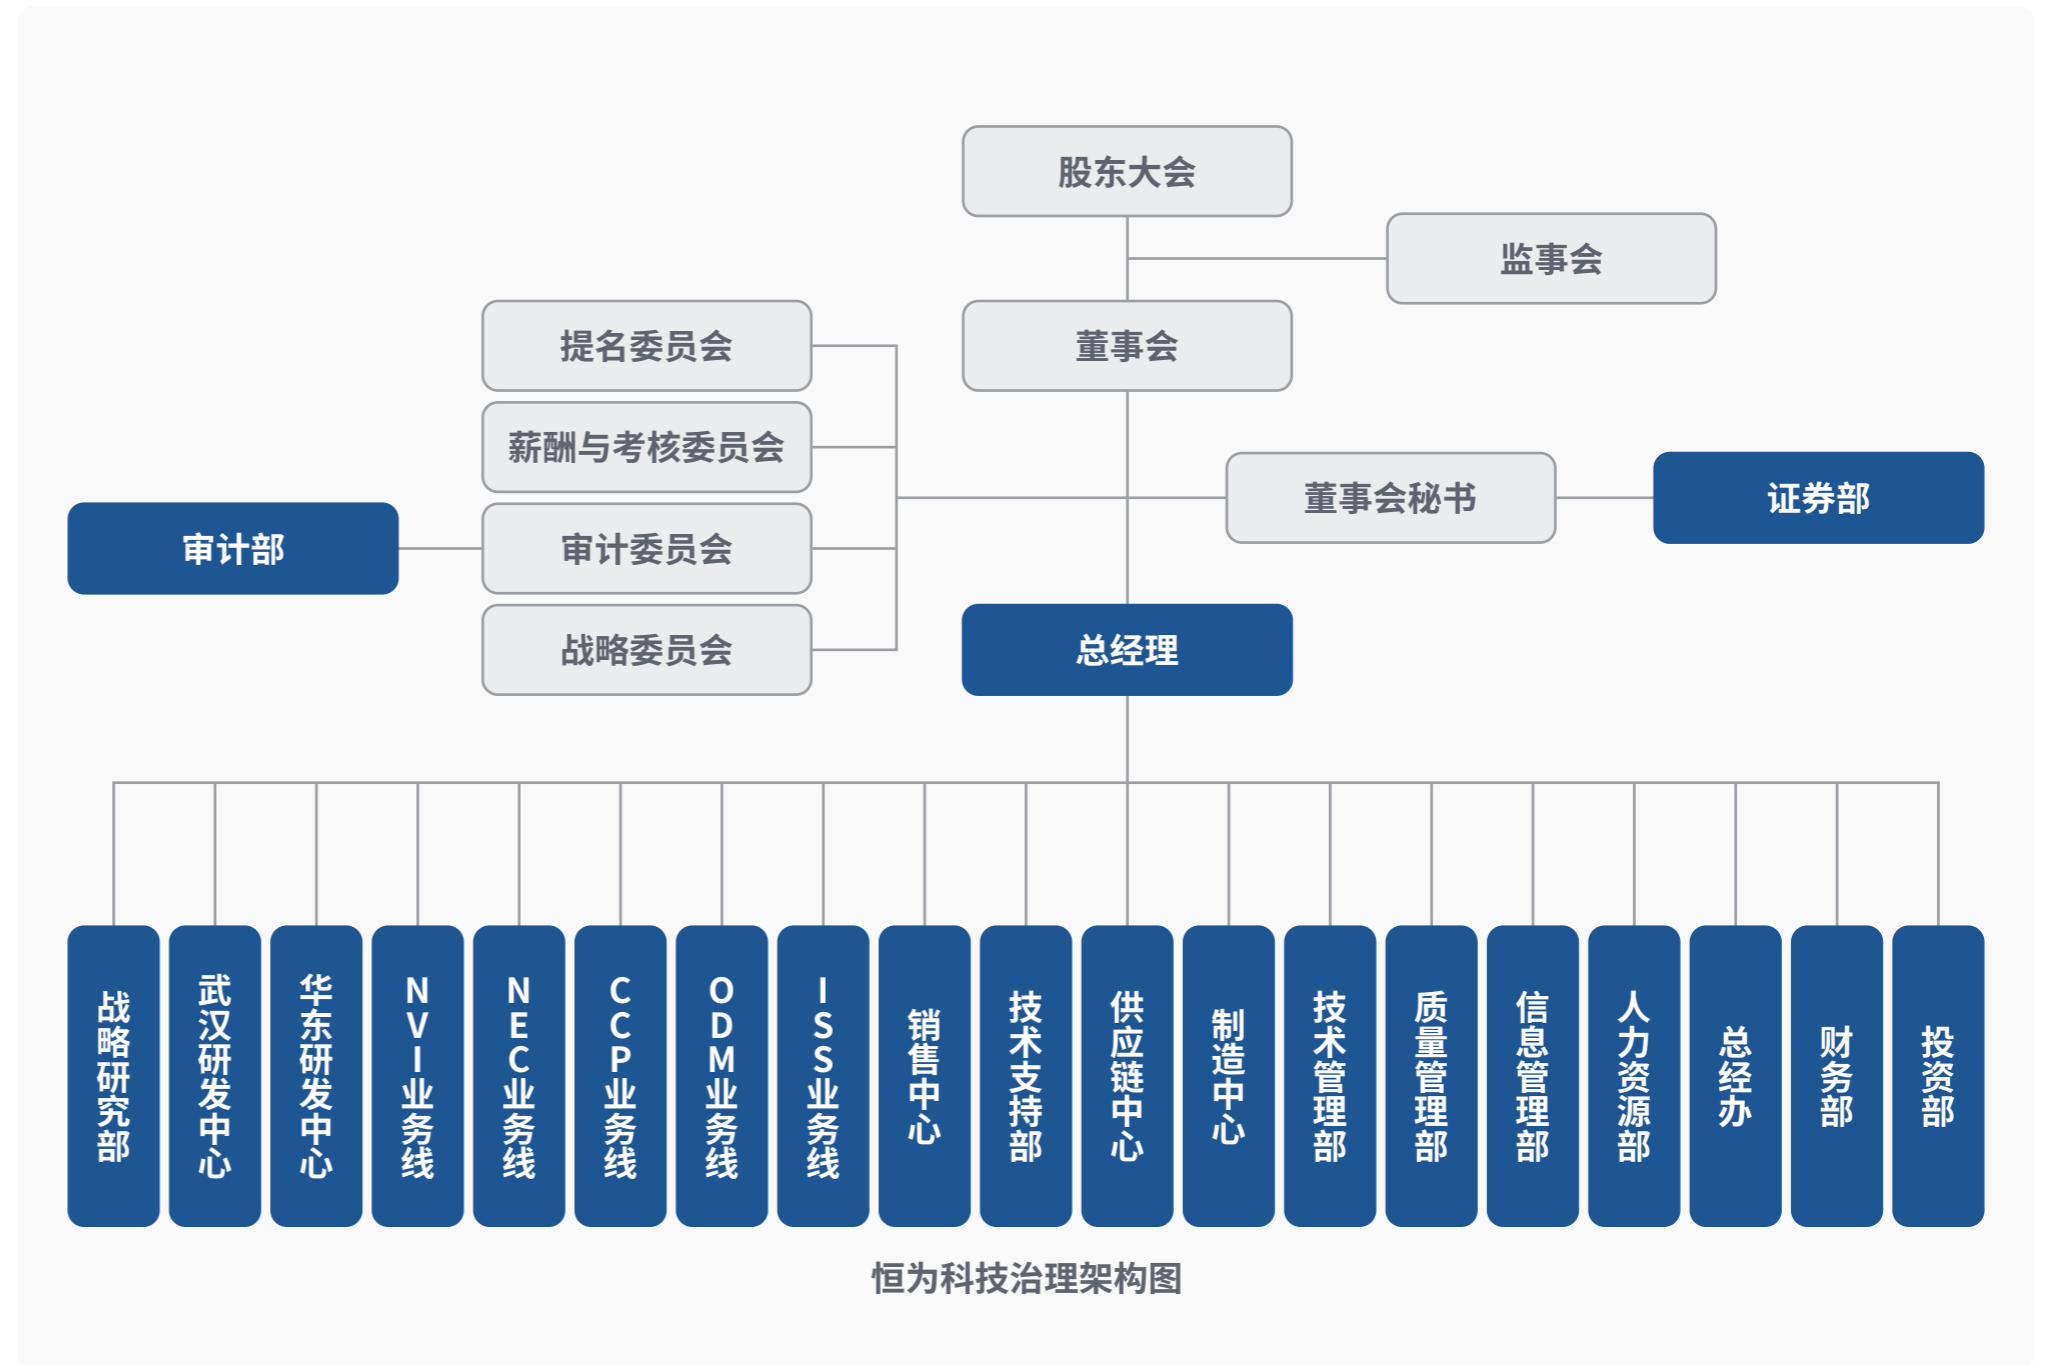 股东大会
监事会
提名委员会
董事会
薪酬与考核委员会
董事会秘书
证券部
审计部
审计委员会
战略委员会
总经理
战略研究部
武汉研发中心
华东研发中心
NVI业务线
NEC业务线
CCP业务线
ODM业务线
ISS业务线
销售中心
技术支持部
供应链中心
制造中心
技术管理部
质量管理部
信息管理部
人力资源部
总经办
财务部
投资部
恒为科技治理架构图